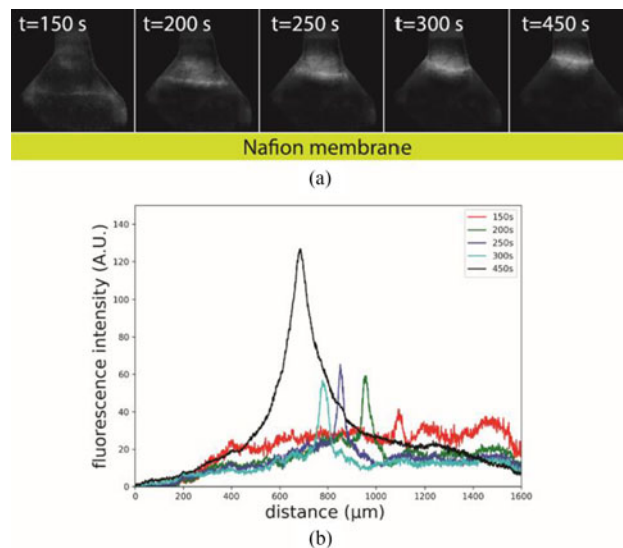 t=150 s t=200 s t=250 s t=300 s t=450 s
Nafion membrane
(a)
fluorescence intensity (A.U.)
140
120
100
80
60
40
20
0
150s
200s
250s
300s
450s
0 200 400 600 800 1000 1200 1400 1600
distance (μm)
(b)